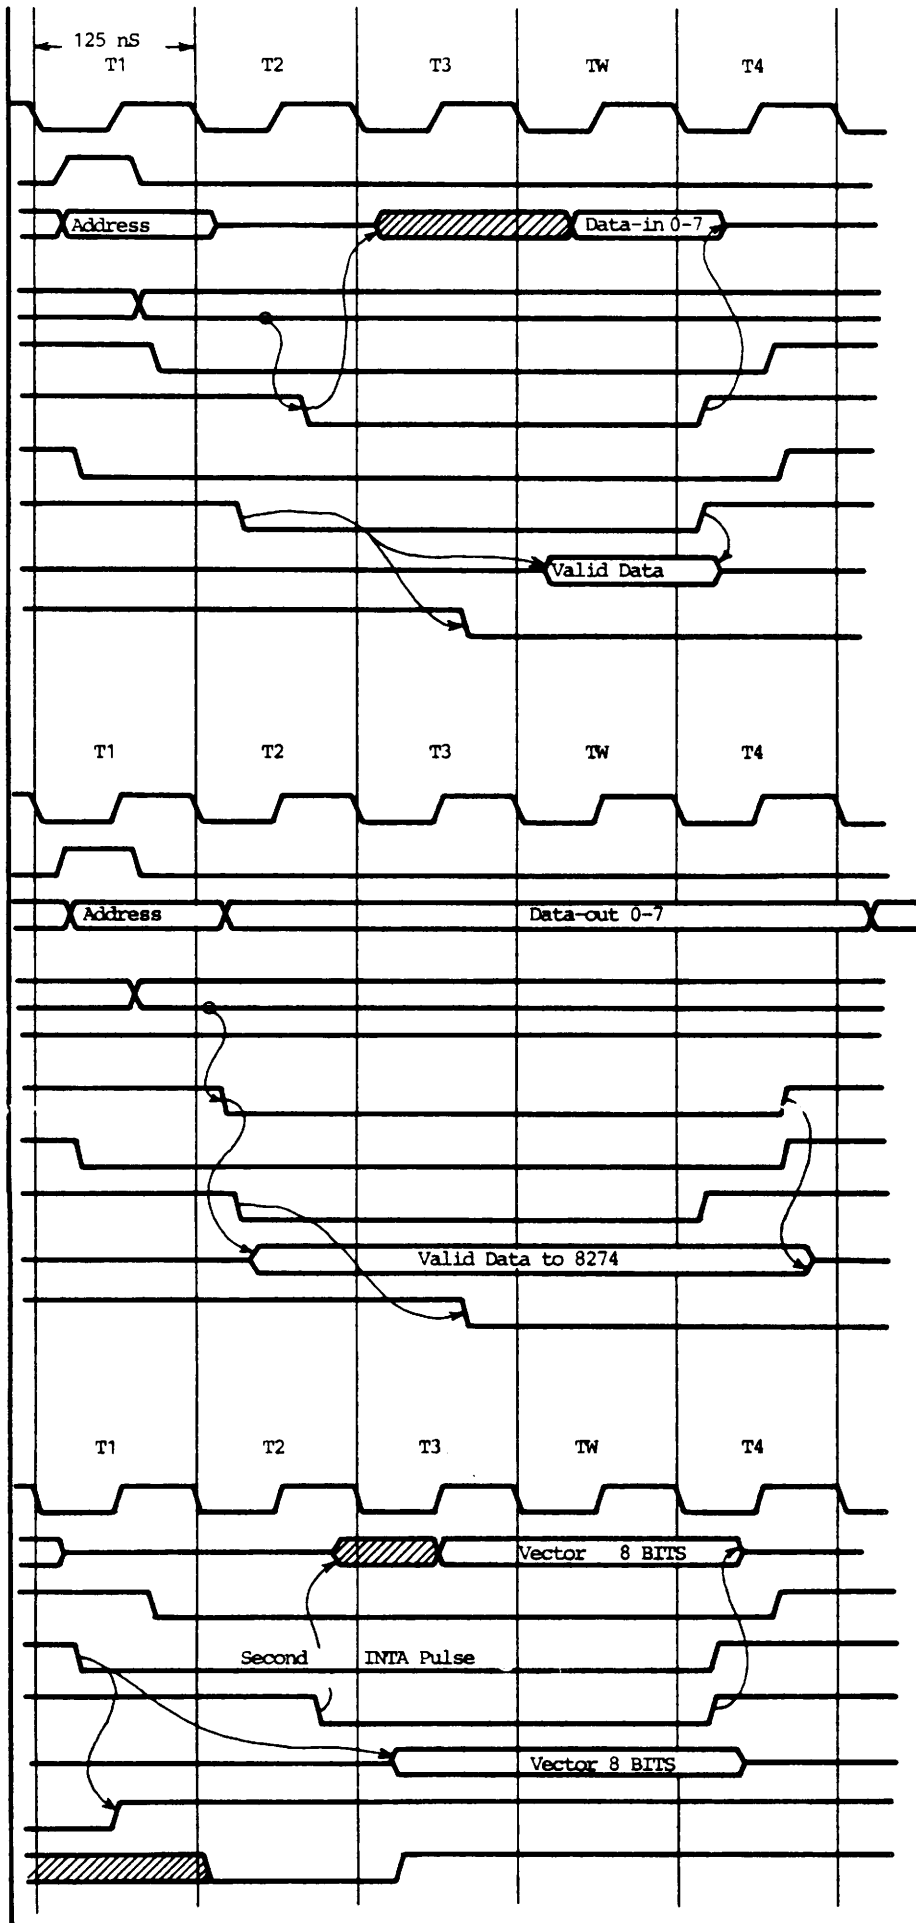 125 nS
T1 T2 T3 TW T4
Address Data-in 0-7
Valid Data
T1 T2 T3 TW T4
Address Data-out 0-7
Valid Data to 8274
T1 T2 T3 TW T4
Vector 8 BITS
Second INTA Pulse
Vector 8 BITS